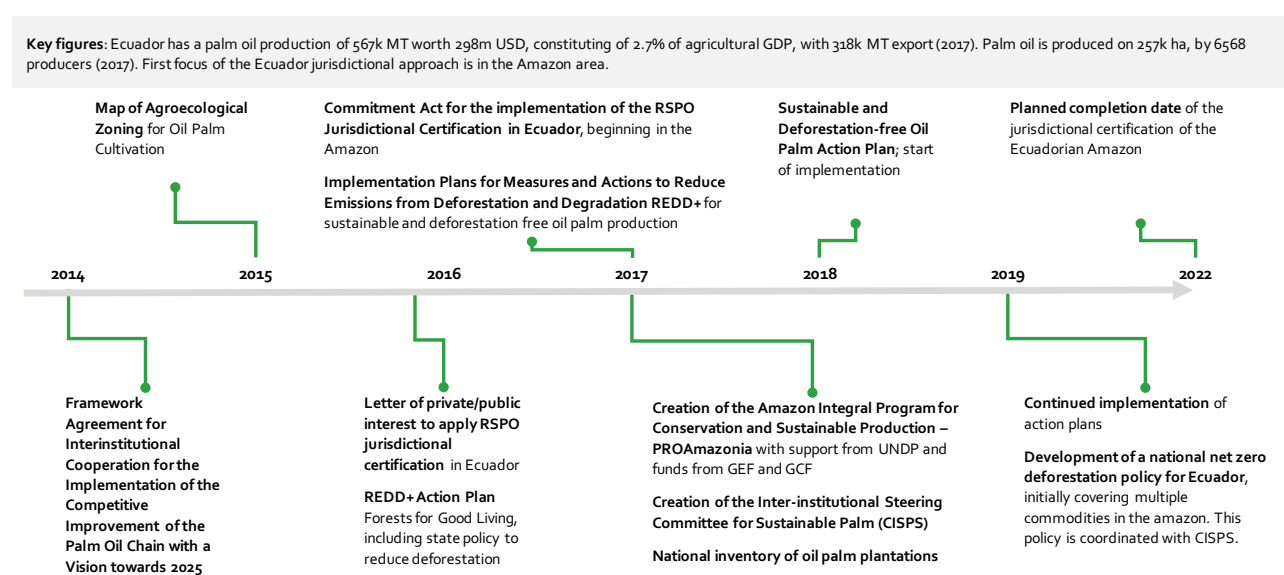 Key figures: Ecuador has a palm oil production of 567k MT worth 298m USD, constituting of 2.7% of agricultural GDP, with 318k MT export (2017). Palm oil is produced on 257k ha, by 6568
producers (2017). First focus of the Ecuador jurisdictional approach is in the Amazon area.
Map of Agroecological
Zoning for Oil Palm
Cultivation
Commitment Act for the implementation of the RSPO
Jurisdictional Certification in Ecuador, beginning in the
Amazon
Implementation Plans for Measures and Actions to Reduce
Emissions from Deforestation and Degradation REDD+ for
sustainable and deforestation free oil palm production
Sustainable and
Deforestation-free Oil
Palm Action Plan; start
of implementation
Planned completion date of the
jurisdictional certification of the
Ecuadorian Amazon
2014
2015
2016
2017
2018
2019
2022
Framework
Agreement for
Interinstitutional
Cooperation for the
Implementation of the
Competitive
Improvement of the
Palm Oil Chain with a
Vision towards 2025
Letter of private/public
interest to apply RSPO
jurisdictional
certification in Ecuador
REDD+ Action Plan
Forests for Good Living,
including state policy to
reduce deforestation
Creation of the Amazon Integral Program for
Conservation and Sustainable Production –
PROAmazonia with support from UNDP and
funds from GEF and GCF
Creation of the Inter-institutional Steering
Committee for Sustainable Palm (CISPS)
National inventory of oil palm plantations
Continued implementation of
action plans
Development of a national net zero
deforestation policy for Ecuador,
initially covering multiple
commodities in the amazon. This
policy is coordinated with CISPS.